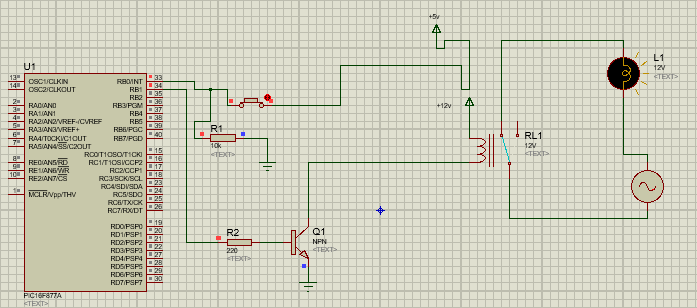 +5v
U1
13 OSC1/CLKIN RB0/INT 33
14 OSC2/CLKOUT RB1 34
RB2 35
2 RA0/AN0 RB3/PGM 36
3 RA1/AN1 RB4 37
4 RA2/AN2/VREF-/CVREF RB5 38
5 RA3/AN3/VREF+ RB6/PGC 39
6 RA4/T0CKI/C1OUT RB7/PGD 40
7 RA5/AN4/SS/C2OUT
RC0/T1OSO/T1CKI 15
8 RE0/AN5/RD RC1/T1OSI/CCP2 16
9 RE1/AN6/WR RC2/CCP1 17
10 RE2/AN7/CS RC3/SCK/SCL 18
RC4/SDI/SDA 23
1 MCLR/Vpp/THV RC5/SDO 24
RC6/TX/CK 25
RC7/RX/DT 26
RD0/PSP0 19
RD1/PSP1 20
RD2/PSP2 21
RD3/PSP3 22
RD4/PSP4 27
RD5/PSP5 28
RD6/PSP6 29
RD7/PSP7 30
PIC16F877A
<TEXT>
R1
10k
<TEXT>
R2
220
<TEXT>
Q1
NPN
<TEXT>
+12v
RL1
12V
<TEXT>
L1
12V
<TEXT>